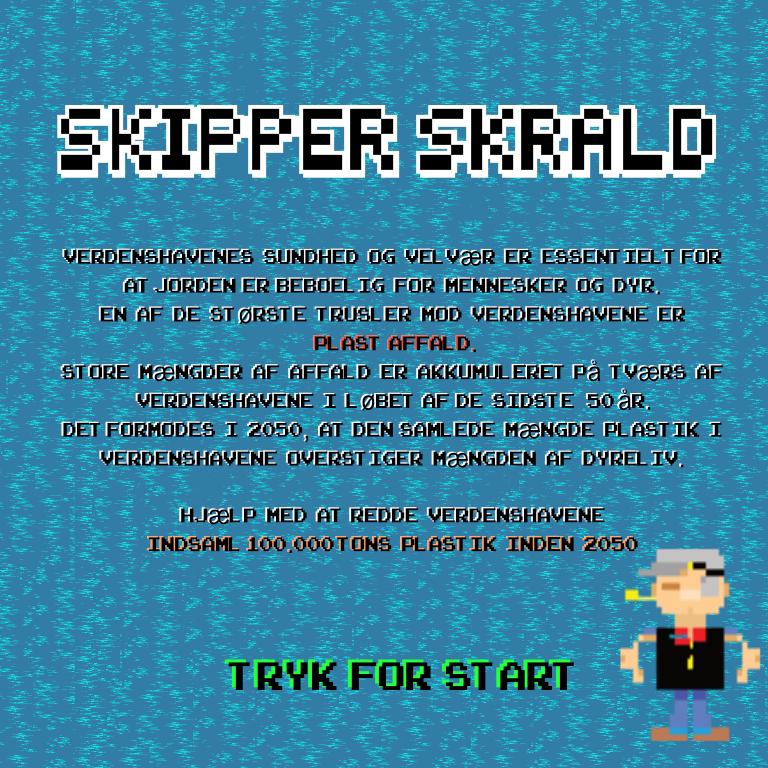 SKIPPER SKRALD
VERDENSHAVENES SUNDHED OG VELVÆR ER ESSENTIELT FOR
AT JORDEN ER BEBOELIG FOR MENNESKER OG DYR.
EN AF DE STØRSTE TRUSLER MOD VERDENSHAVENE ER
PLAST AFFALD.
STORE MÆNGDER AF AFFALD ER AKKUMULERET PÅ TVÆRS AF
VERDENSHAVENE I LØBET AF DE SIDSTE 50 ÅR.
DET FORMODES I 2050, AT DEN SAMLEDE MÆNGDE PLASTIK I
VERDENSHAVENE OVERSTIGER MÆNGDEN AF DYRELIV.
HJÆLP MED AT REDDE VERDENSHAVENE
INDSAML 100.000 TONS PLASTIK INDEN 2050
TRYK FOR START